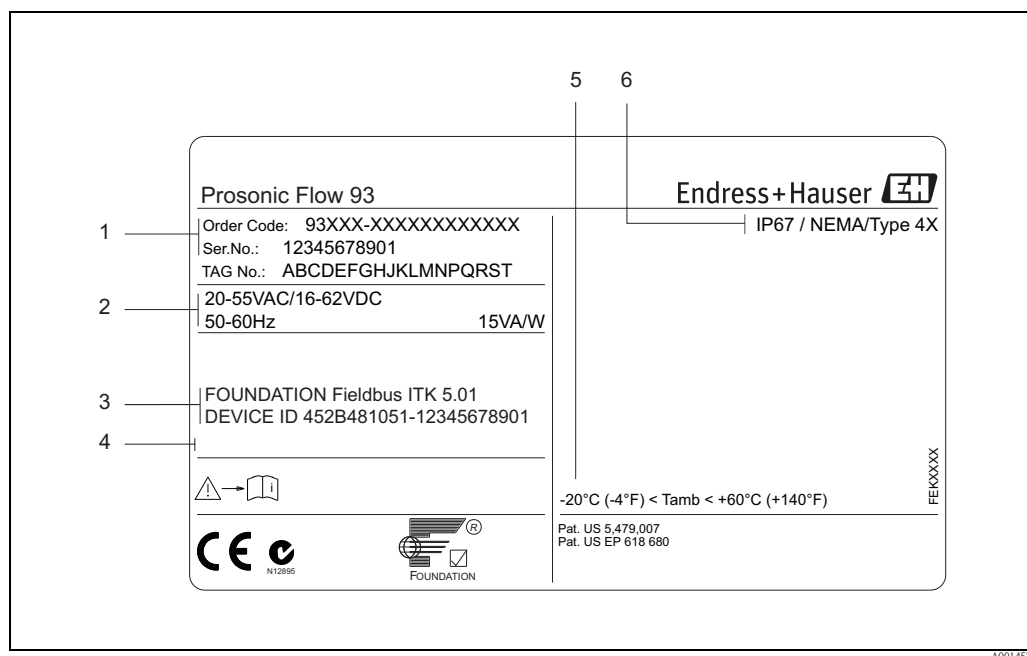 5 6
Prosonic Flow 93
Endress+Hauser EH
1
Order Code: 93XXX-XXXXXXXXXXXX
Ser.No.: 12345678901
TAG No.: ABCDEFGHJKLMNPQRST
IP67 / NEMA/Type 4X
2
20-55VAC/16-62VDC
50-60Hz 15VA/W
3
FOUNDATION Fieldbus ITK 5.01
DEVICE ID 452B481051-12345678901
4
i
-20°C (-4°F) < Tamb < +60°C (+140°F)
FEKXXXX
Pat. US 5,479,007
Pat. US EP 618 680
CE
N12895
®
FOUNDATION